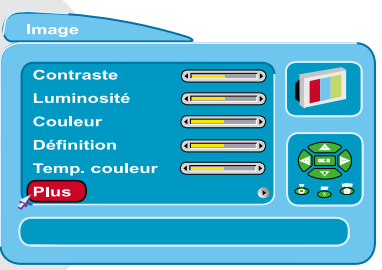 Image
Contraste
Luminosité
Couleur
Définition
Temp. couleur
Plus